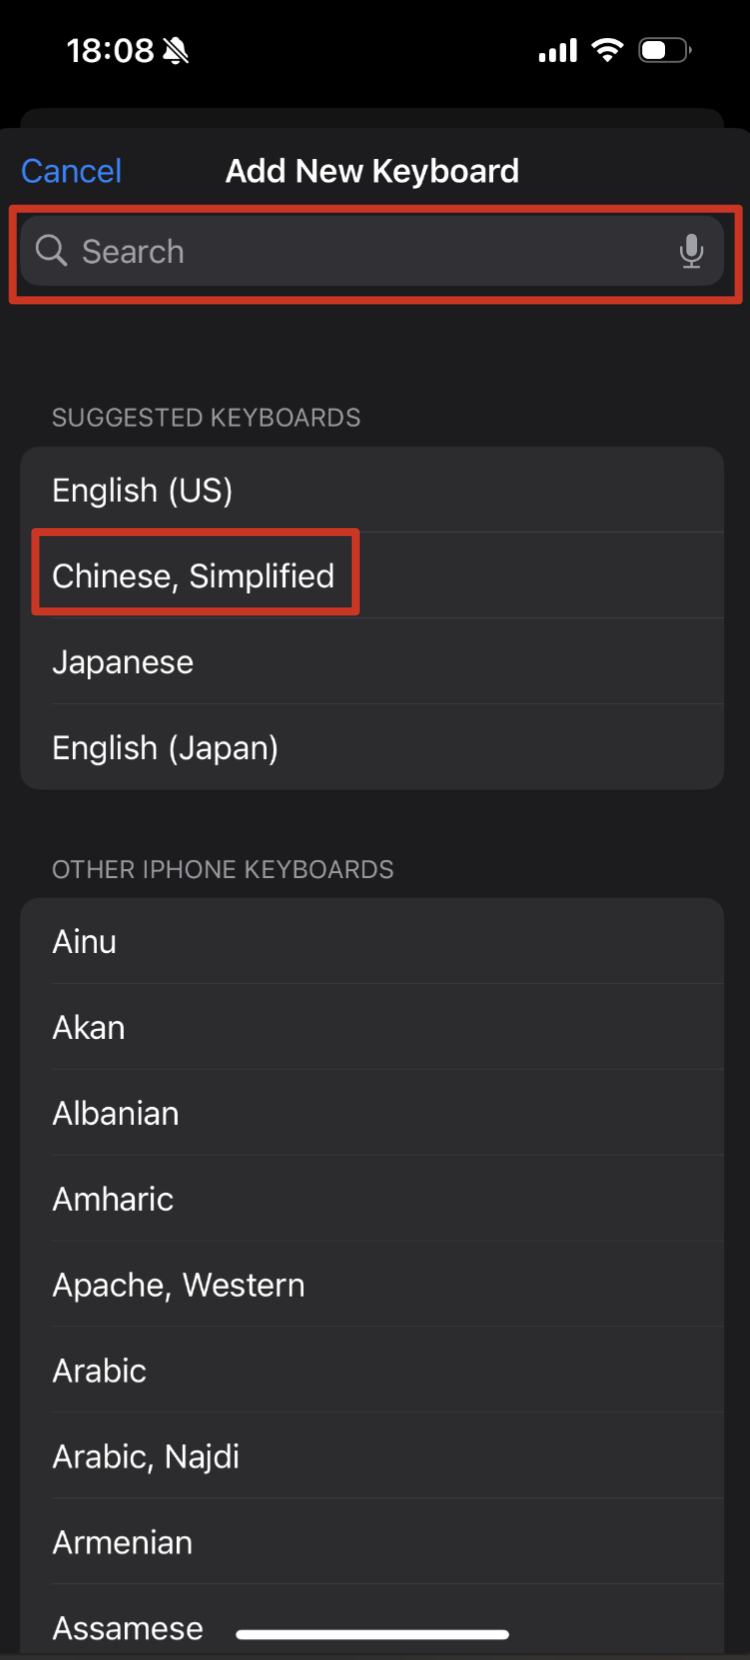 18:08
Cancel
Add New Keyboard
Search
SUGGESTED KEYBOARDS
English (US)
Chinese, Simplified
Japanese
English (Japan)
OTHER IPHONE KEYBOARDS
Ainu
Akan
Albanian
Amharic
Apache, Western
Arabic
Arabic, Najdi
Armenian
Assamese